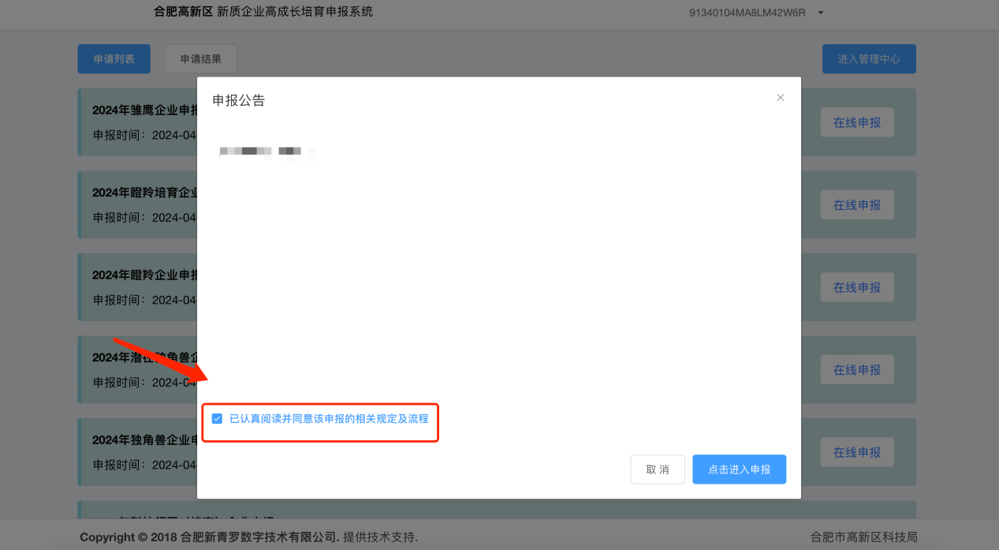 合肥高新区 新质企业高成长培育申报系统
91340104MA8LM42W6R
申请列表
申请结果
进入管理中心
申报公告
2024年雏鹰企业申报
申报时间：2024-04
在线申报
2024年瞪羚培育企业
申报时间：2024-04
在线申报
2024年瞪羚企业申报
申报时间：2024-04
在线申报
2024年潜在独角兽企
申报时间：2024-04
在线申报
已认真阅读并同意该申报的相关规定及流程
2024年独角兽企业申
申报时间：2024-04
在线申报
取 消
点击进入申报
Copyright © 2018 合肥新青罗数字技术有限公司. 提供技术支持.
合肥市高新区科技局